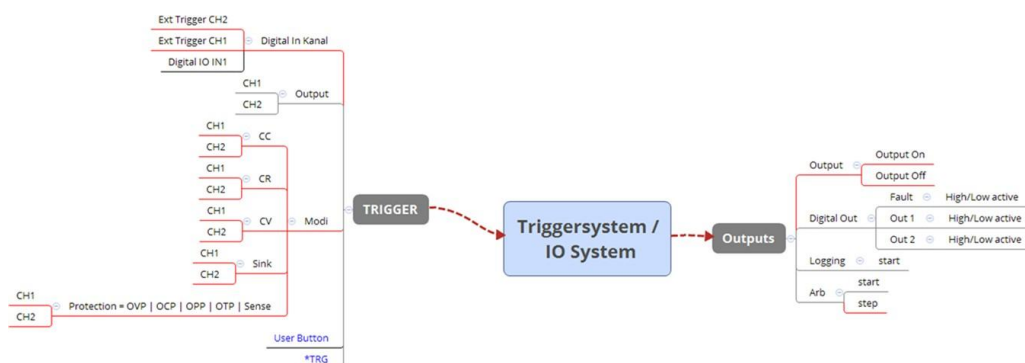 Ext Trigger CH2
Ext Trigger CH1
Digital IO IN1
Digital In Kanal
CH1
CH2
Output
CH1
CH2
CC
CH1
CH2
CR
CH1
CH2
CV
CH1
CH2
Sink
CH1
CH2
Protection = OVP | OCP | OPP | OTP | Sense
Modi
User Button
*TRG
TRIGGER
Triggersystem /
IO System
Outputs
Output
Output On
Output Off
Digital Out
Fault
High/Low active
Out 1
High/Low active
Out 2
High/Low active
Logging
start
Arb
start
step